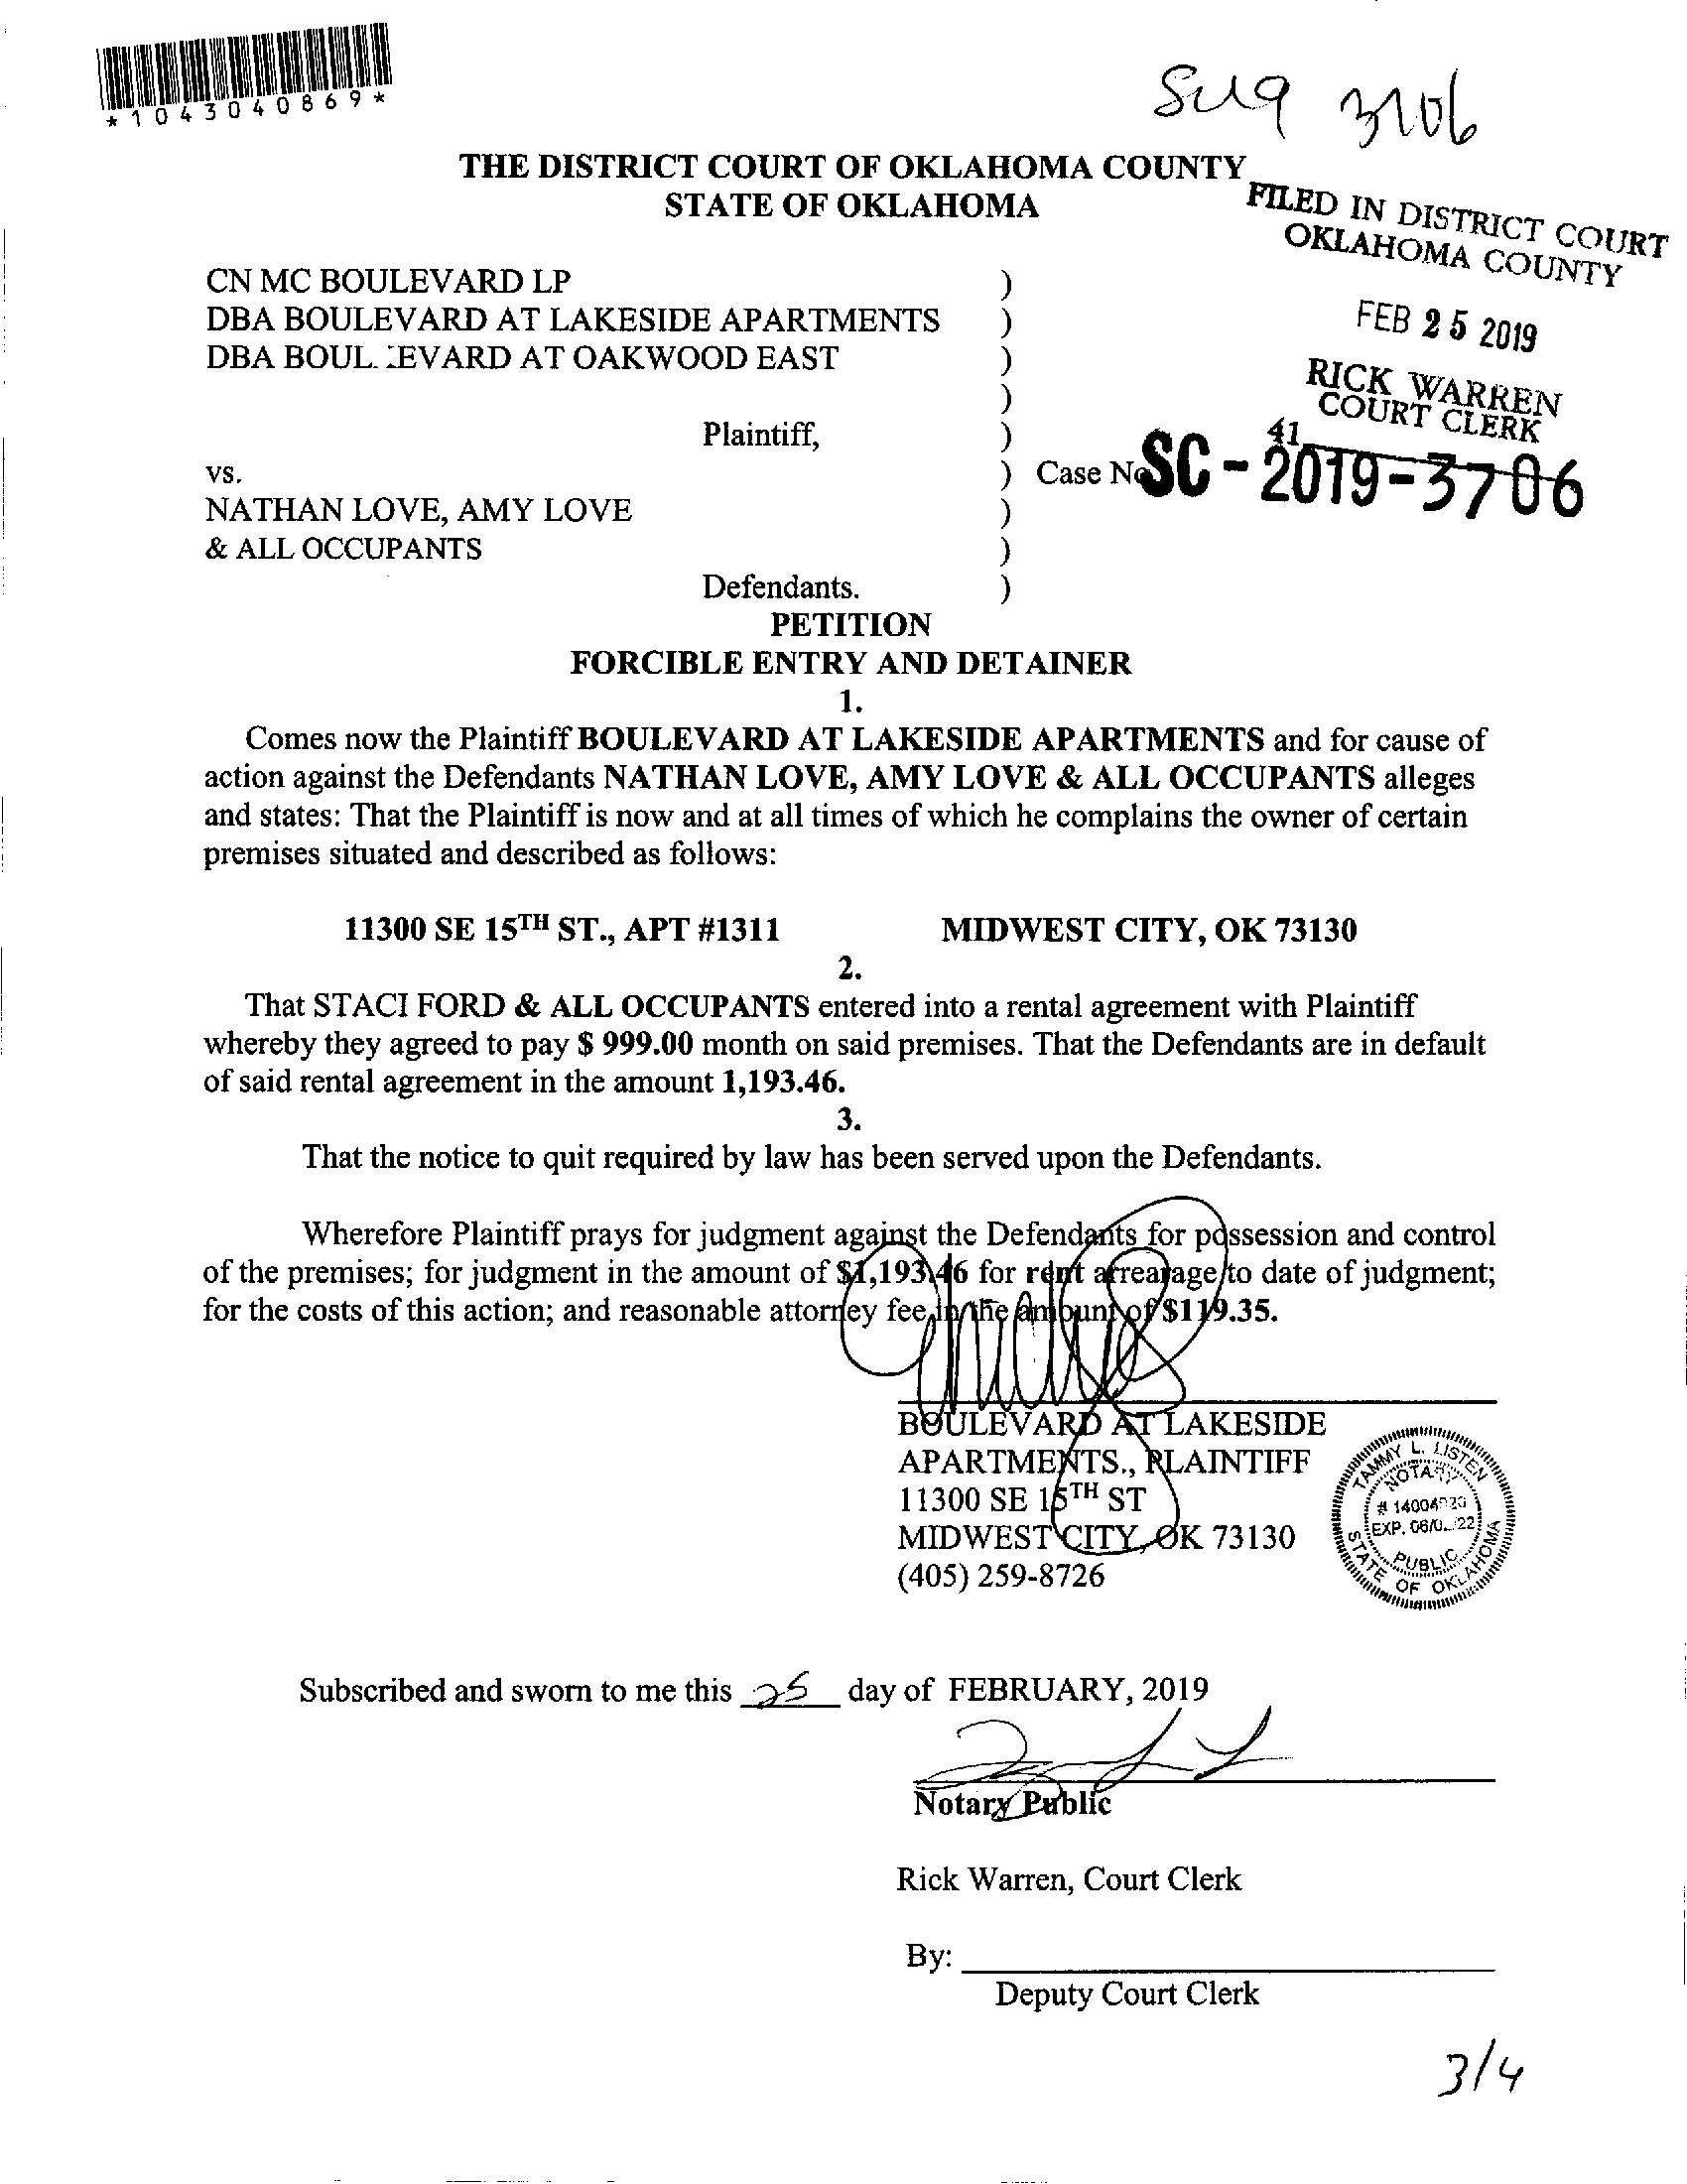 *1043040869*
3706
THE DISTRICT COURT OF OKLAHOMA COUNTY
STATE OF OKLAHOMA
FILED IN DISTRICT COURT
OKLAHOMA COUNTY
FEB 25 2019
RICK WARREN
COURT CLERK
41
CN MC BOULEVARD LP )
DBA BOULEVARD AT LAKESIDE APARTMENTS )
DBA BOUL. EVARD AT OAKWOOD EAST )
)
Plaintiff, )
vs. ) Case No SC-2019-3706
NATHAN LOVE, AMY LOVE )
& ALL OCCUPANTS )
Defendants. )
PETITION
FORCIBLE ENTRY AND DETAINER
1.
Comes now the Plaintiff BOULEVARD AT LAKESIDE APARTMENTS and for cause of
action against the Defendants NATHAN LOVE, AMY LOVE & ALL OCCUPANTS alleges
and states: That the Plaintiff is now and at all times of which he complains the owner of certain
premises situated and described as follows:
11300 SE 15TH ST., APT #1311 MIDWEST CITY, OK 73130
2.
That STACI FORD & ALL OCCUPANTS entered into a rental agreement with Plaintiff
whereby they agreed to pay $ 999.00 month on said premises. That the Defendants are in default
of said rental agreement in the amount 1,193.46.
3.
That the notice to quit required by law has been served upon the Defendants.
Wherefore Plaintiff prays for judgment against the Defendants for possession and control
of the premises; for judgment in the amount of $1,193.46 for rent arrearage to date of judgment;
for the costs of this action; and reasonable attorney fee in the amount of $119.35.
BOULEVARD AT LAKESIDE
APARTMENTS., PLAINTIFF
11300 SE 15TH ST
MIDWEST CITY, OK 73130
(405) 259-8726
TAMMY L. LISTEN
NOTARY
EXP.
PUBLIC
STATE OF OKLAHOMA
Subscribed and sworn to me this 25 day of FEBRUARY, 2019
Notary Public
Rick Warren, Court Clerk
By:
Deputy Court Clerk
3/4